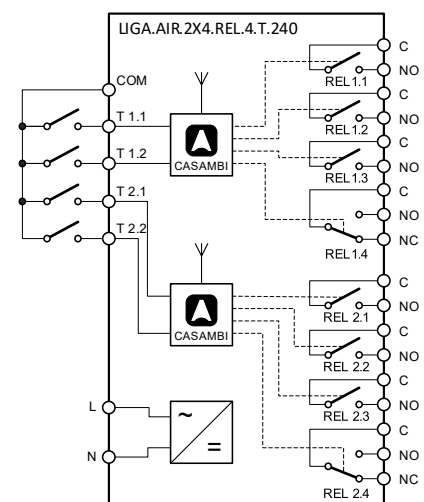 LIGA.AIR.2X4.REL.4.T.240
COM
T 1.1
T 1.2
T 2.1
T 2.2
L
N
CASAMBI
CASAMBI
~
=
C
NO
REL1.1
C
NO
REL1.2
C
NO
REL1.3
C
NO
NC
REL1.4
C
NO
REL 2.1
C
NO
REL 2.2
C
NO
REL 2.3
C
NO
NC
REL 2.4